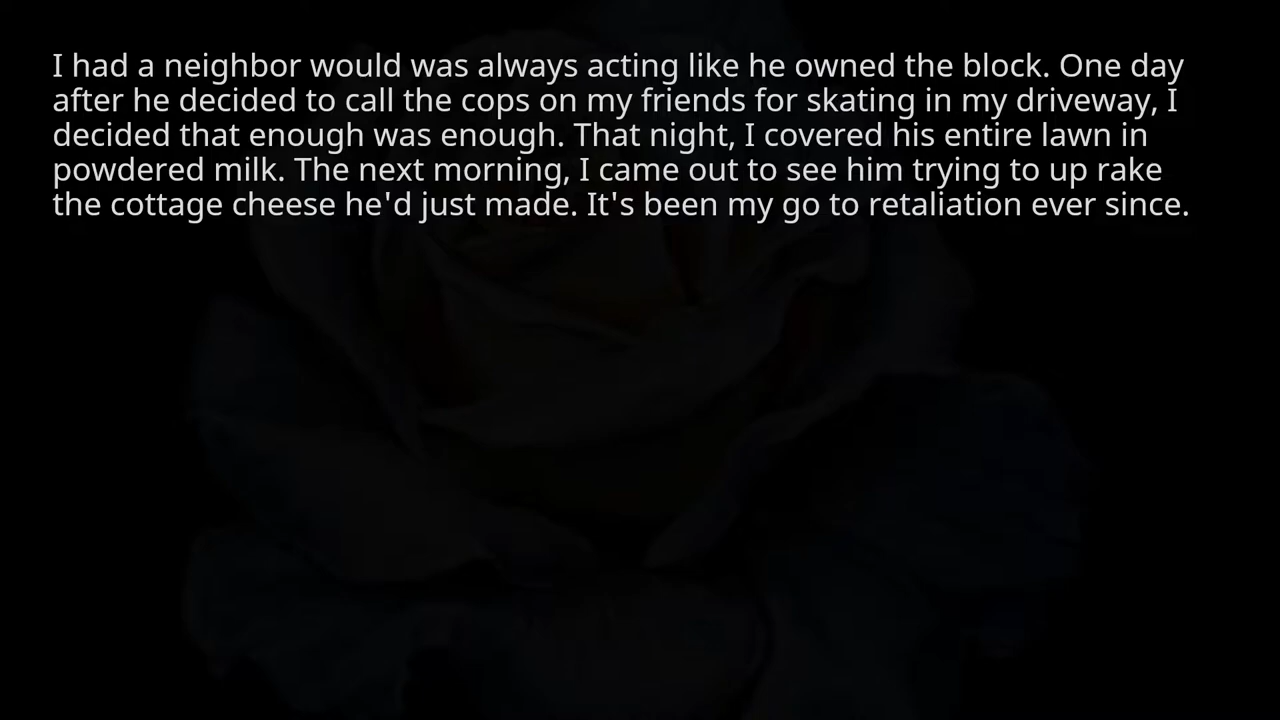 I had a neighbor would was always acting like he owned the block. One day
after he decided to call the cops on my friends for skating in my driveway, I
decided that enough was enough. That night, I covered his entire lawn in
powdered milk. The next morning, I came out to see him trying to up rake
the cottage cheese he'd just made. It's been my go to retaliation ever since.